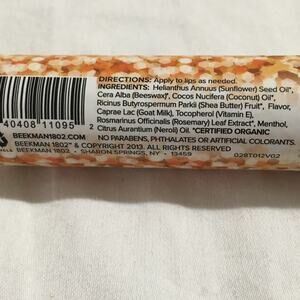 DIRECTIONS: Apply to lips as needed.
INGREDIENTS: Helianthus Annuus (Sunflower) Seed Oil*,
Cera Alba (Beeswax)*, Cocos Nucifera (Coconut) Oil*,
Ricinus Butyrospermum Parkii (Shea Butter) Fruit*, Flavor,
Caprae Lac (Goat Milk), Tocopherol (Vitamin E),
Rosmarinus Officinalis (Rosemary) Leaf Extract*, Menthol,
Citrus Aurantium (Neroli) Oil. *CERTIFIED ORGANIC
NO PARABENS, PHTHALATES OR ARTIFICIAL COLORANTS.
40408 11095 2
BEEKMAN1802.COM
BEEKMAN 1802™ & COPYRIGHT 2013. ALL RIGHTS RESERVED
BEEKMAN 1802 • SHARON SPRINGS, NY • 13459
028T012V02